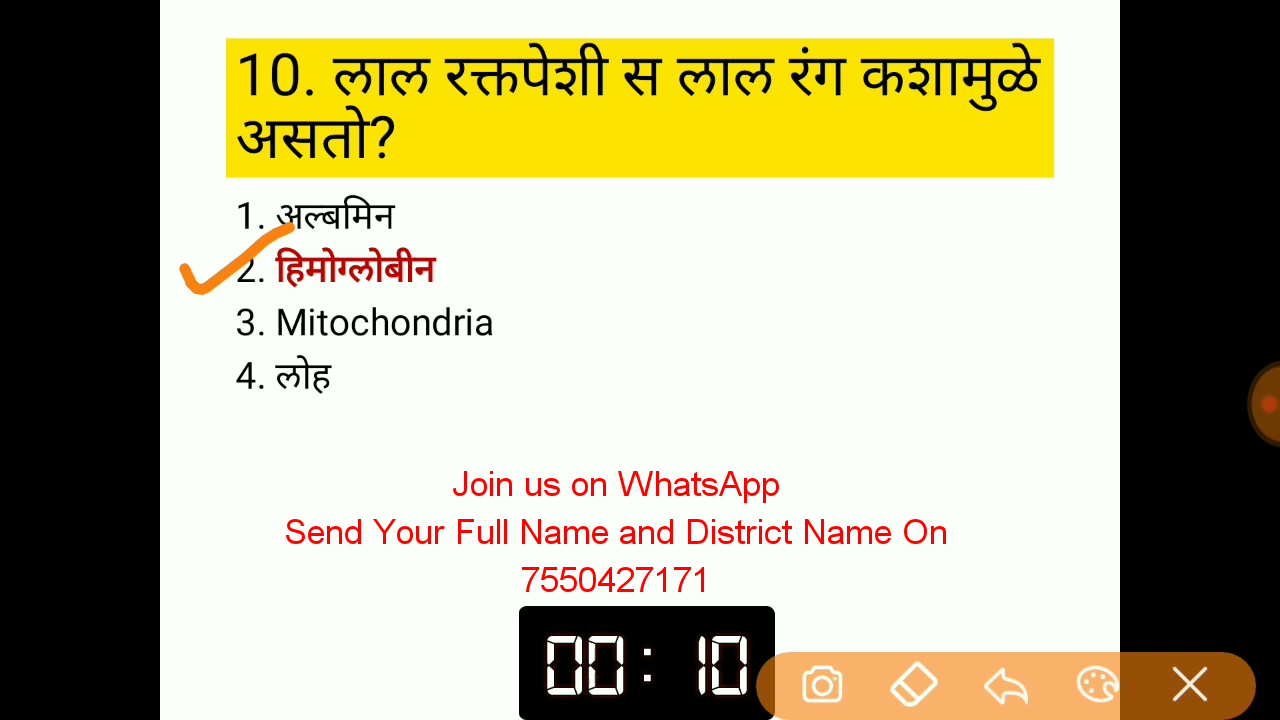 10. लाल रक्तपेशी स लाल रंग कशामुळे
असतो?
1. अल्बमिन
2. हिमोग्लोबीन
3. Mitochondria
4. लोह
Join us on WhatsApp
Send Your Full Name and District Name On
7550427171
00:10